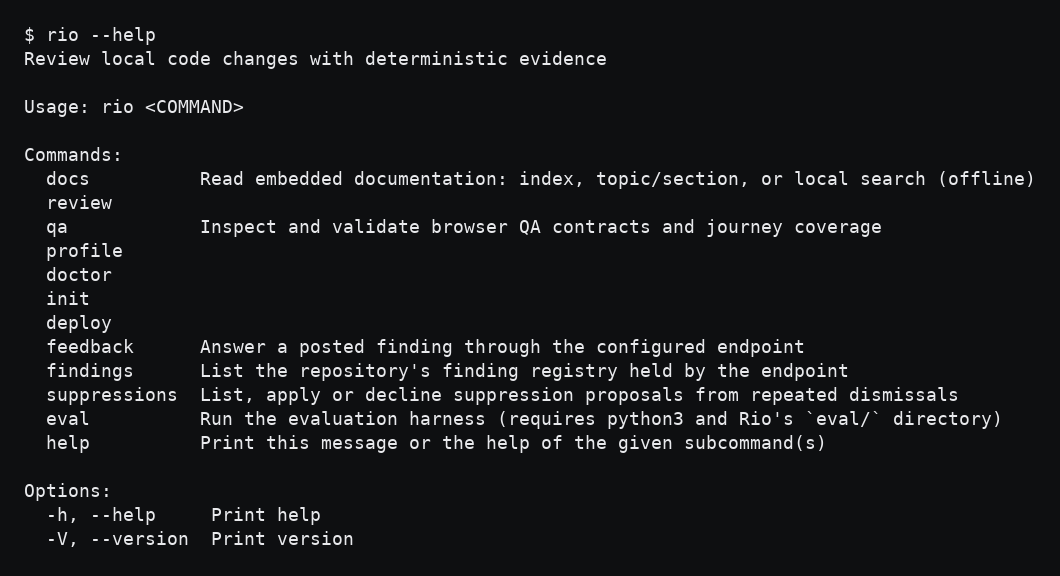 $ rio --help
Review local code changes with deterministic evidence

Usage: rio <COMMAND>

Commands:
  docs          Read embedded documentation: index, topic/section, or local search (offline)
  review
  qa            Inspect and validate browser QA contracts and journey coverage
  profile
  doctor
  init
  deploy
  feedback      Answer a posted finding through the configured endpoint
  findings      List the repository's finding registry held by the endpoint
  suppressions  List, apply or decline suppression proposals from repeated dismissals
  eval          Run the evaluation harness (requires python3 and Rio's `eval/` directory)
  help          Print this message or the help of the given subcommand(s)

Options:
  -h, --help     Print help
  -V, --version  Print version